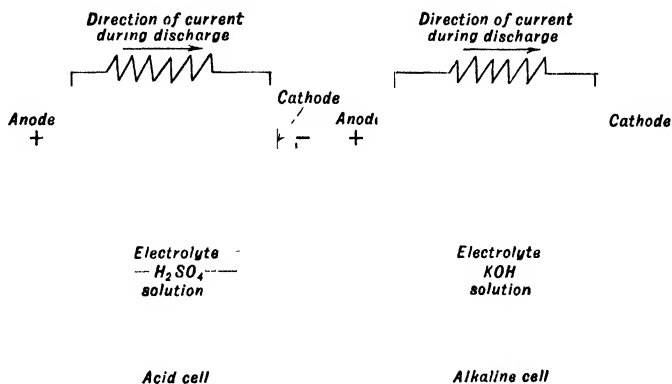 Direction of current
during discharge
Cathode
Anode
+
−
Electrolyte
H₂SO₄
solution
Acid cell
Direction of current
during discharge
Anode
+
Cathode
Electrolyte
KOH
solution
Alkaline cell